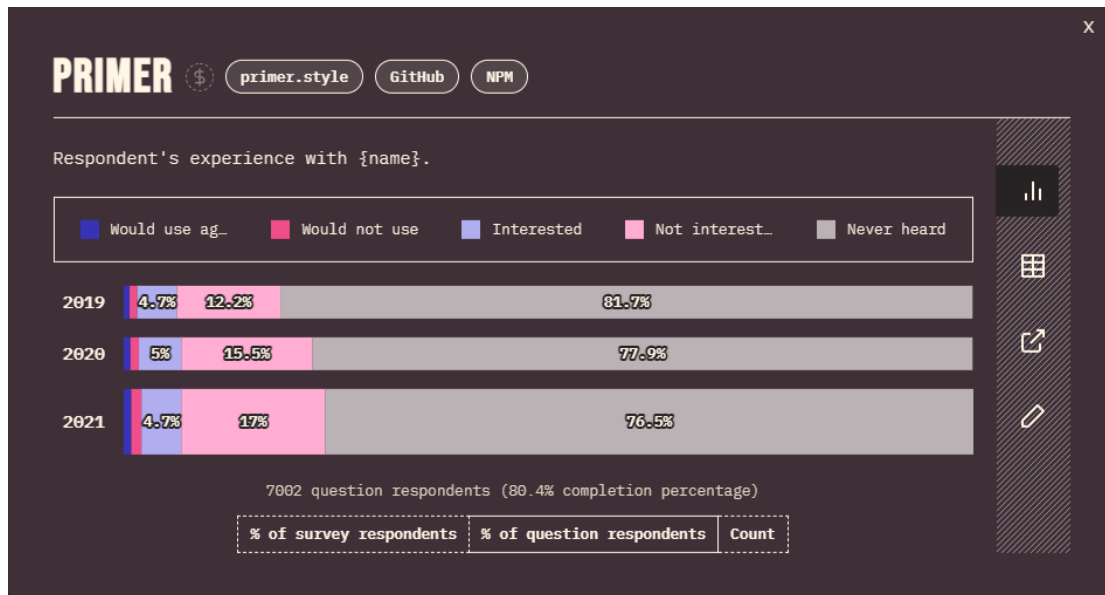 x
PRIMER $ primer.style GitHub NPM
Respondent's experience with {name}.
Would use ag… Would not use Interested Not interest… Never heard
2019 4.7% 12.2% 81.7%
2020 5% 15.5% 77.9%
2021 4.7% 17% 76.5%
7002 question respondents (80.4% completion percentage)
% of survey respondents % of question respondents Count